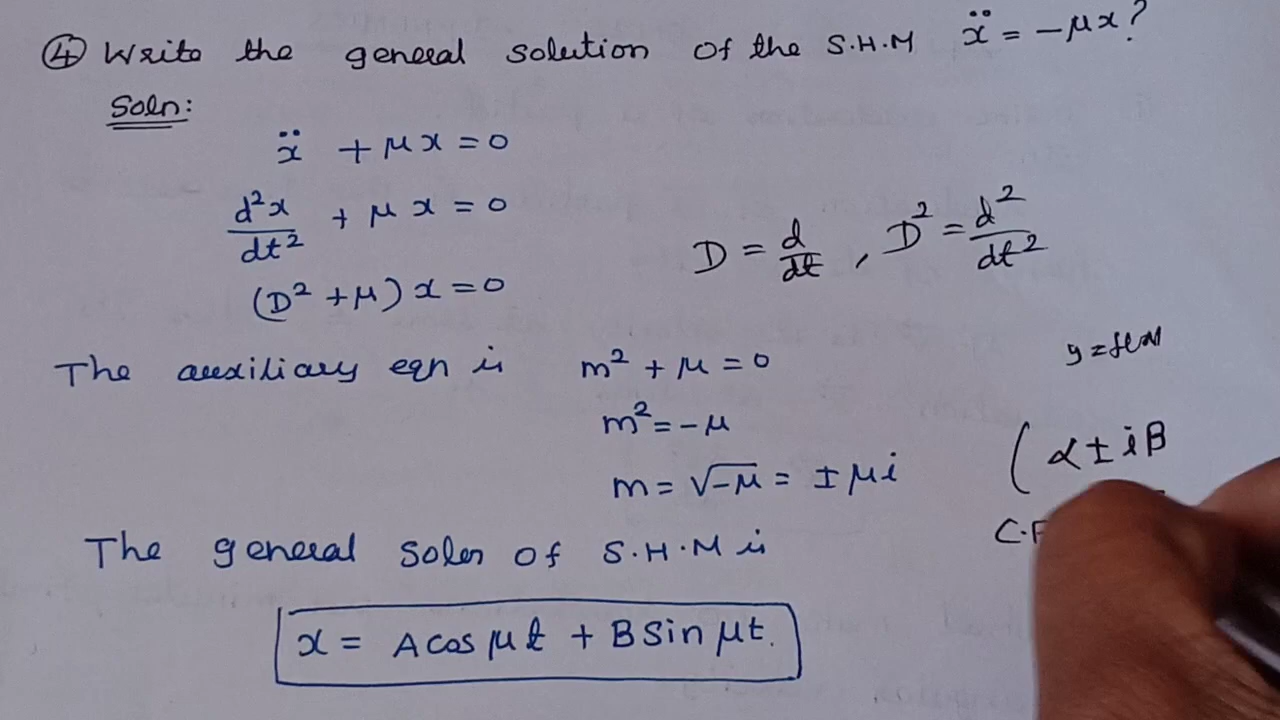 ④ Write the general solution of the S.H.M ẍ = -μx?
Soln:
ẍ + μx = 0
d²x/dt² + μx = 0
D = d/dt , D² = d²/dt²
(D² + μ) x = 0
The auxiliary eqn is m² + μ = 0
y =
m² = -μ
(α ± iβ
m = √-μ = ± μi
C.F
The general Soln of S.H.M is
x = A cos μt + B Sin μt.